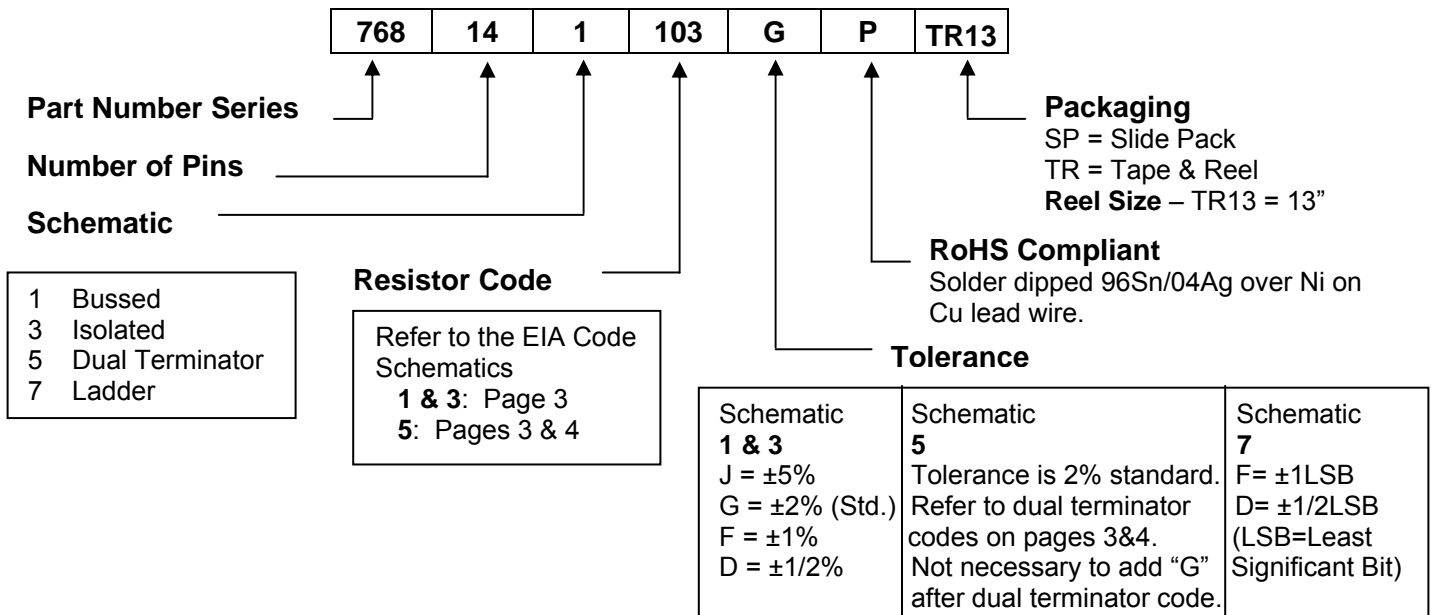 768 14 1 103 G P TR13
Part Number Series
Number of Pins
Schematic
1 Bussed
3 Isolated
5 Dual Terminator
7 Ladder
Resistor Code
Refer to the EIA Code
Schematics
1 & 3: Page 3
5: Pages 3 & 4
Packaging
SP = Slide Pack
TR = Tape & Reel
Reel Size – TR13 = 13”
RoHS Compliant
Solder dipped 96Sn/04Ag over Ni on
Cu lead wire.
Tolerance
Schematic
1 & 3
J = ±5%
G = ±2% (Std.)
F = ±1%
D = ±1/2%
Schematic
5
Tolerance is 2% standard.
Refer to dual terminator
codes on pages 3&4.
Not necessary to add “G”
after dual terminator code.
Schematic
7
F= ±1LSB
D= ±1/2LSB
(LSB=Least
Significant Bit)